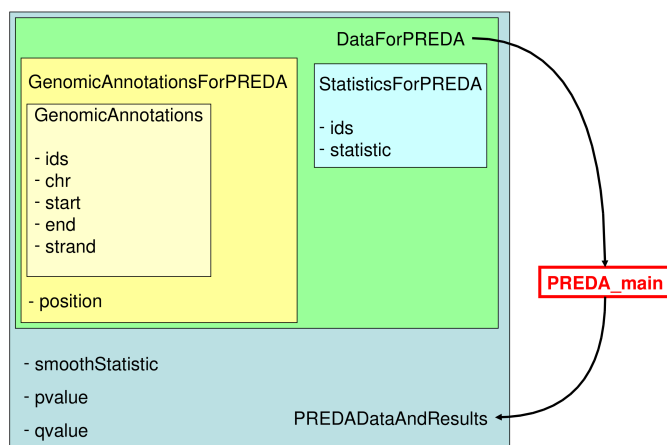 DataForPREDA
GenomicAnnotationsForPREDA
GenomicAnnotations
- ids
- chr
- start
- end
- strand
- position
StatisticsForPREDA
- ids
- statistic
PREDA_main
- smoothStatistic
- pvalue
- qvalue
PREDADataAndResults